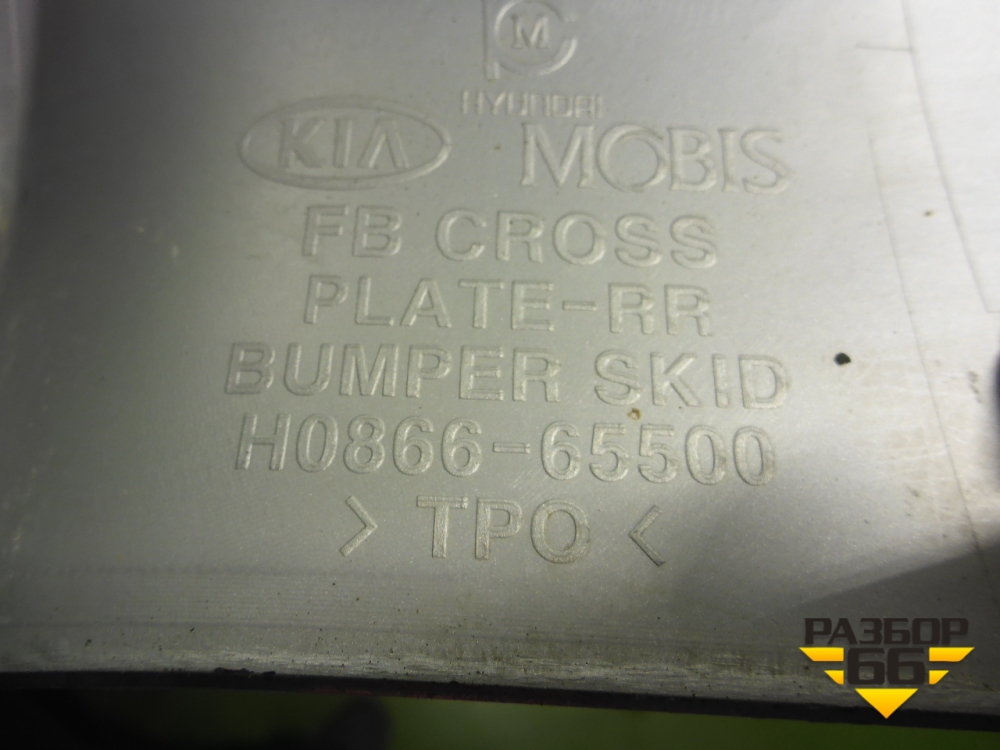 M
HYUNDAI
KIA MOBIS
FB CROSS
PLATE-RR
BUMPER SKID
H0866-65500
> TPO <
РАЗБОР
66